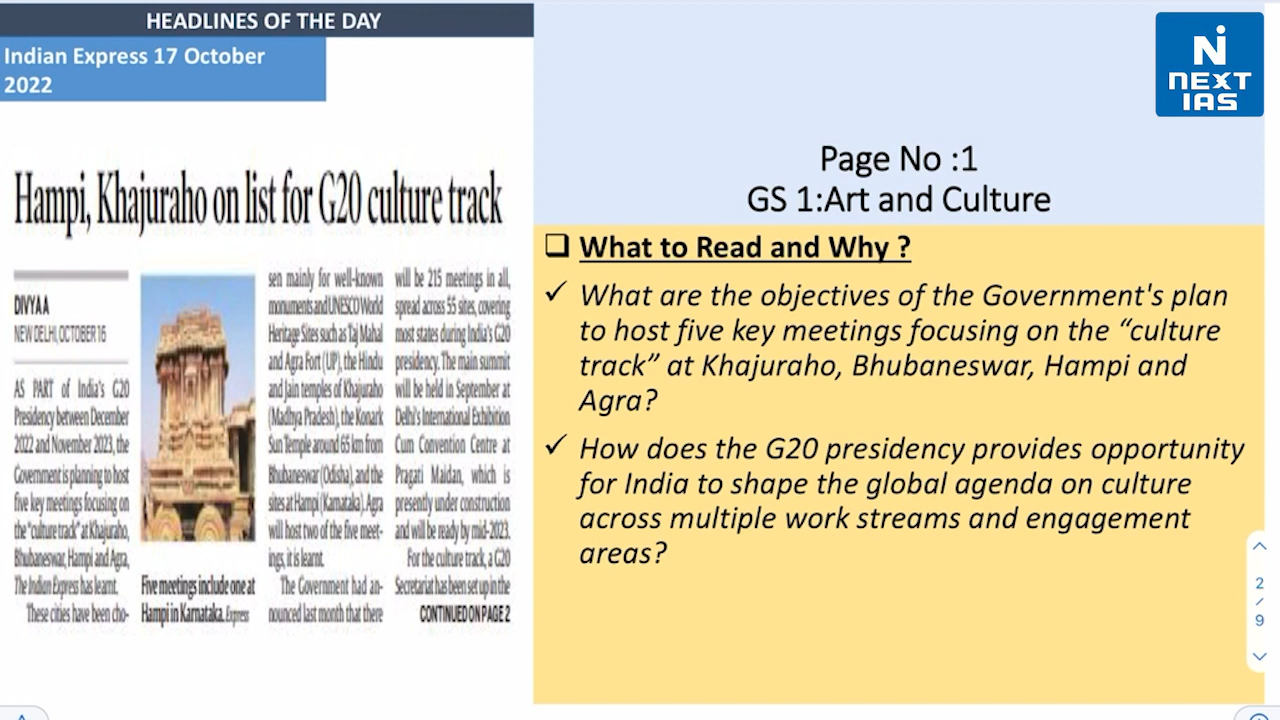 HEADLINES OF THE DAY
Indian Express 17 October
2022
Hampi, Khajuraho on list for G20 culture track
DIVYA A
NEW DELHI, OCTOBER 16
AS PART of India's G20
Presidency between December
2022 and November 2023, the
Government is planning to host
five key meetings focusing on
the "culture track" at Khajuraho,
Bhubaneswar, Hampi and Agra,
The Indian Express has learnt.
These cities have been cho-
Five meetings include one at
Hampi in Karnataka. Express
sen mainly for well-known
monuments and UNESCO World
Heritage Sites such as Taj Mahal
and Agra Fort (UP), the Hindu
and Jain temples of Khajuraho
(Madhya Pradesh), the Konark
Sun Temple around 65 km from
Bhubaneswar (Odisha), and the
sites at Hampi (Karnataka). Agra
will host two of the five meet-
ings, it is learnt.
The Government had an-
nounced last month that there
will be 215 meetings in all,
spread across 55 sites, covering
most states during India's G20
presidency. The main summit
will be held in September at
Delhi's International Exhibition
Cum Convention Centre at
Pragati Maidan, which is
presently under construction
and will be ready by mid-2023.
For the culture track, a G20
Secretariat has been set up in the
CONTINUED ON PAGE 2
NEXT
IAS
Page No :1
GS 1:Art and Culture
❑ What to Read and Why ?
✓ What are the objectives of the Government's plan
to host five key meetings focusing on the “culture
track” at Khajuraho, Bhubaneswar, Hampi and
Agra?
✓ How does the G20 presidency provides opportunity
for India to shape the global agenda on culture
across multiple work streams and engagement
areas?
2
/
9